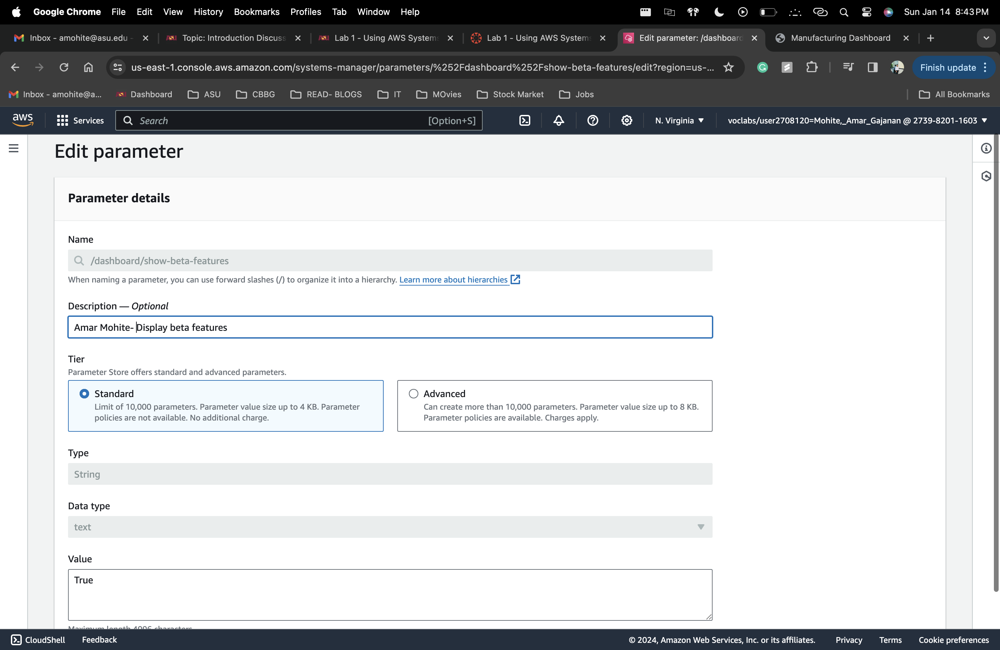 Google Chrome File Edit View History Bookmarks Profiles Tab Window Help Sun Jan 14 8:43 PM
Inbox - amohite@asu.edu - Topic: Introduction Discuss Lab 1 - Using AWS Systems Lab 1 - Using AWS Systems Edit parameter: /dashboard Manufacturing Dashboard
us-east-1.console.aws.amazon.com/systems-manager/parameters/%252Fdashboard%252Fshow-beta-features/edit?region=us-... Finish update
Inbox - amohite@a... Dashboard ASU CBBG READ- BLOGS IT MOvies Stock Market Jobs All Bookmarks
aws Services Search [Option+S] N. Virginia voclabs/user2708120=Mohite,_Amar_Gajanan @ 2739-8201-1603
Edit parameter
Parameter details
Name
/dashboard/show-beta-features
When naming a parameter, you can use forward slashes (/) to organize it into a hierarchy. Learn more about hierarchies
Description — Optional
Amar Mohite- Display beta features
Tier
Parameter Store offers standard and advanced parameters.
Standard
Limit of 10,000 parameters. Parameter value size up to 4 KB. Parameter
policies are not available. No additional charge.
Advanced
Can create more than 10,000 parameters. Parameter value size up to 8 KB.
Parameter policies are available. Charges apply.
Type
String
Data type
text
Value
True
Maximum length 4096 characters.
CloudShell Feedback © 2024, Amazon Web Services, Inc. or its affiliates. Privacy Terms Cookie preferences